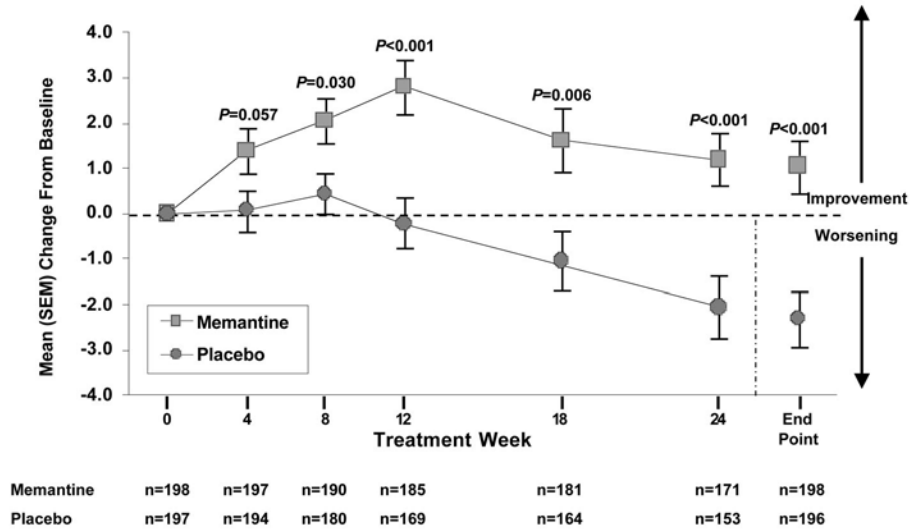 4.0
3.0
2.0
1.0
0.0
-1.0
-2.0
-3.0
-4.0
Mean (SEM) Change From Baseline
P=0.057
P=0.030
P<0.001
P=0.006
P<0.001
P<0.001
Improvement
Worsening
Memantine
Placebo
0 4 8 12 18 24 End
Point
Treatment Week
Memantine n=198 n=197 n=190 n=185 n=181 n=171 n=198
Placebo n=197 n=194 n=180 n=169 n=164 n=153 n=196